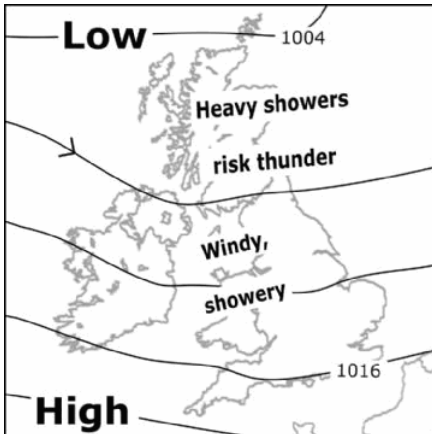 Low
1004
Heavy showers
risk thunder
Windy,
showery
1016
High